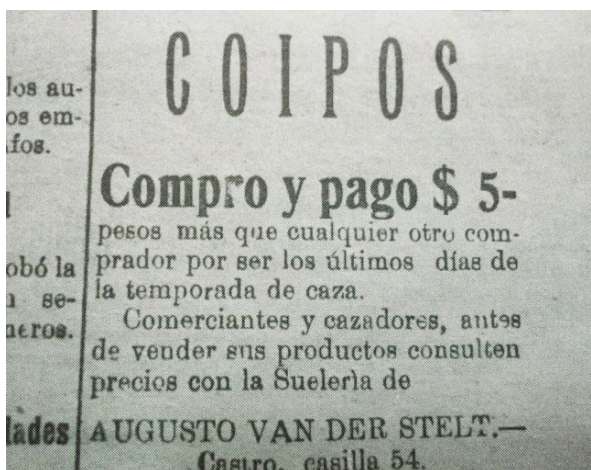 los au-
os em-
fos.
obó la
se-
neros.
lades
COIPOS
Compro y pago $ 5-
pesos más que cualquier otro com-
prador por ser los últimos días de
la temporada de caza.
Comerciantes y cazadores, antes
de vender sus productos consulten
precios con la Suelerìa de
AUGUSTO VAN DER STELT.—
Castro, casilla 54.